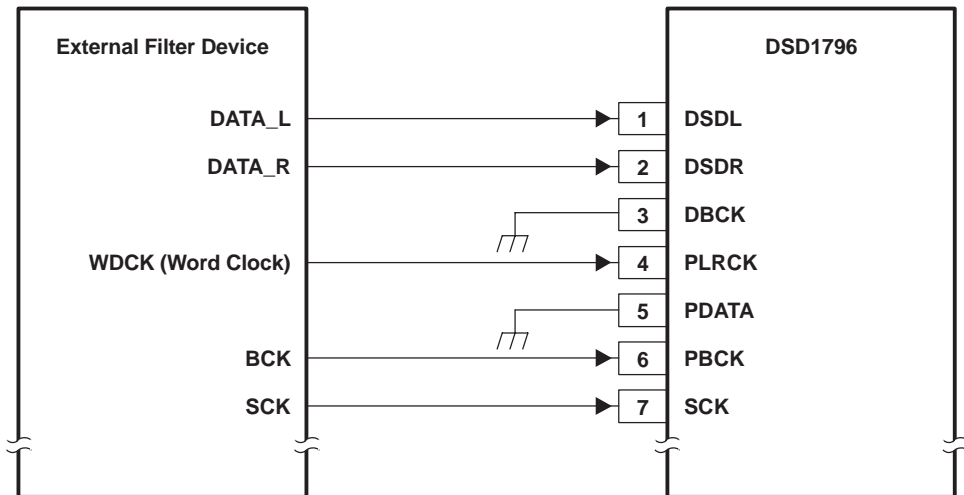 External Filter Device DSD1796
DATA_L 1 DSDL
DATA_R 2 DSDR
3 DBCK
WDCK (Word Clock) 4 PLRCK
5 PDATA
BCK 6 PBCK
SCK 7 SCK